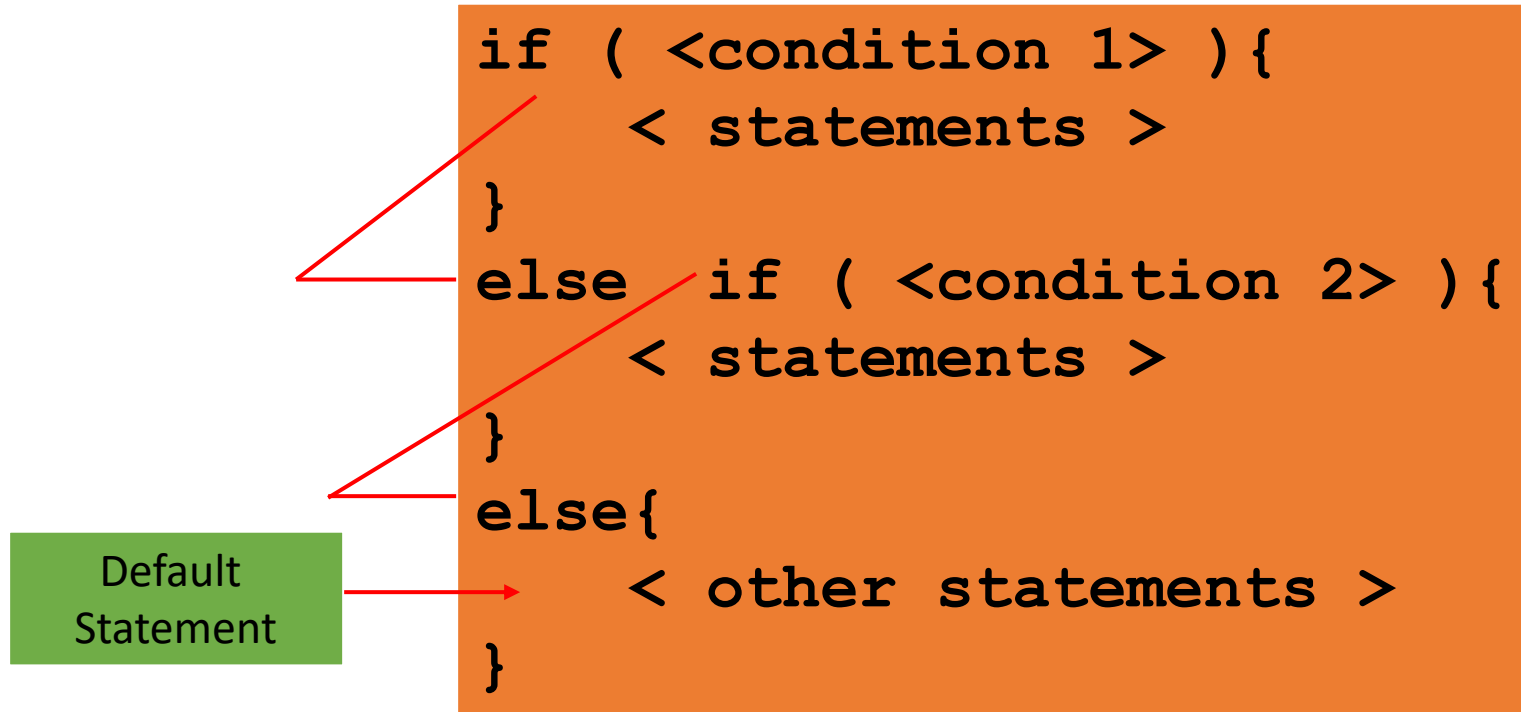 if ( <condition 1> ){
< statements >
}
else if ( <condition 2> ){
< statements >
}
else{
Default
Statement
< other statements >
}